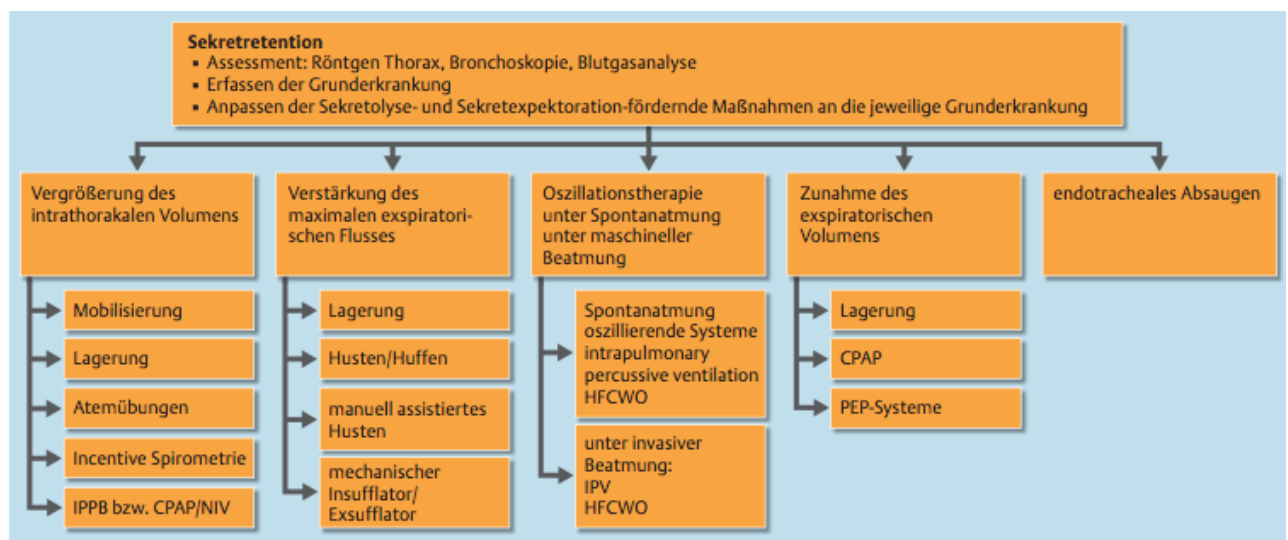 Sekretretention
▪ Assessment: Röntgen Thorax, Bronchoskopie, Blutgasanalyse
▪ Erfassen der Grunderkrankung
▪ Anpassen der Sekretolyse- und Sekretexpektoration-fördernde Maßnahmen an die jeweilige Grunderkrankung
Vergrößerung des
intrathorakalen Volumens
Mobilisierung
Lagerung
Atemübungen
Incentive Spirometrie
IPPB bzw. CPAP/NIV
Verstärkung des
maximalen exspiratori-
schen Flusses
Lagerung
Husten/Huffen
manuell assistiertes
Husten
mechanischer
Insufflator/
Exsufflator
Oszillationstherapie
unter Spontanatmung
unter maschineller
Beatmung
Spontanatmung
oszillierende Systeme
intrapulmonary
percussive ventilation
HFCWO
unter invasiver
Beatmung:
IPV
HFCWO
Zunahme des
exspiratorischen
Volumens
Lagerung
CPAP
PEP-Systeme
endotracheales Absaugen